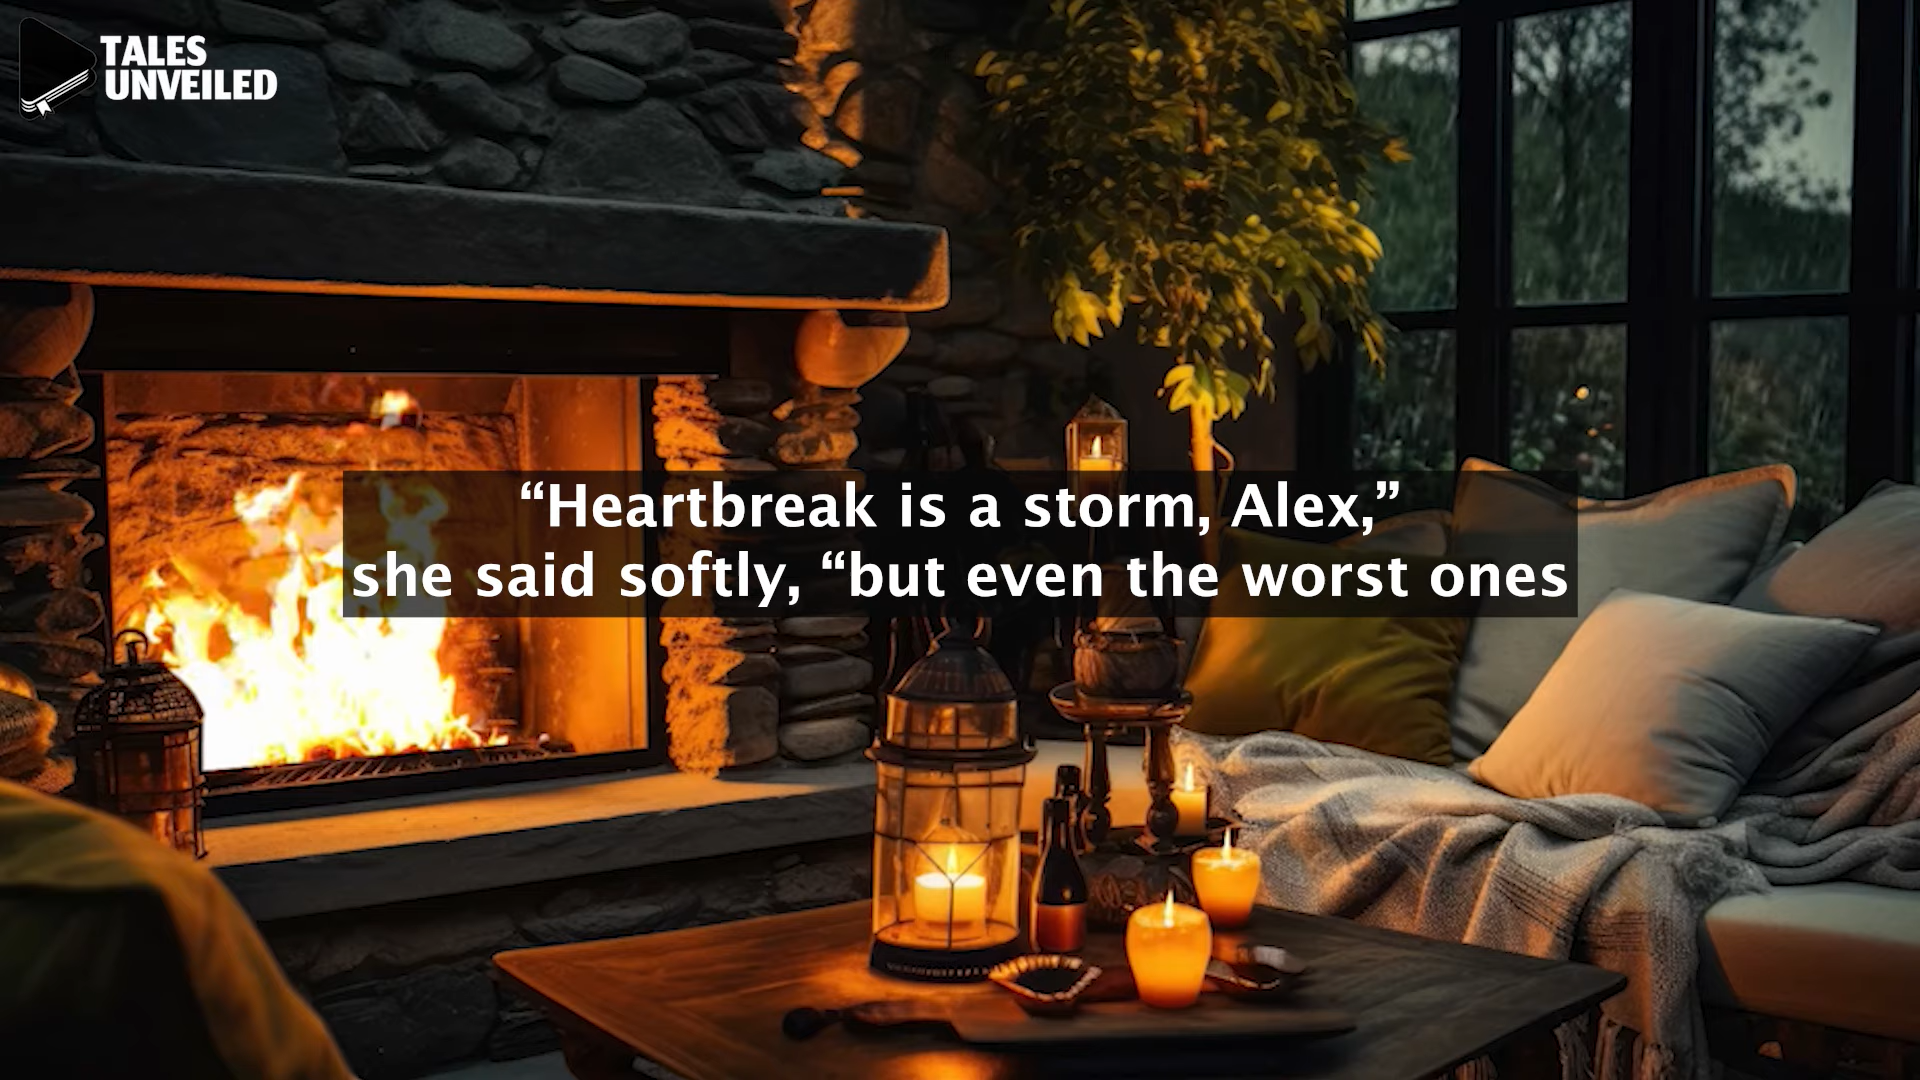 TALES
UNVEILED
“Heartbreak is a storm, Alex,”
she said softly, “but even the worst ones